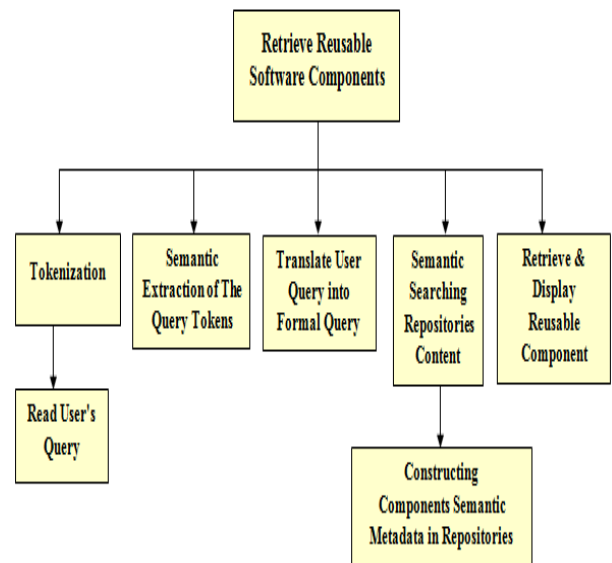 Retrieve Reusable
Software Components
Tokenization
Semantic
Extraction of The
Query Tokens
Translate User
Query into
Formal Query
Semantic
Searching
Repositories
Content
Retrieve &
Display
Reusable
Component
Read User's
Query
Constructing
Components Semantic
Metadata in Repositories